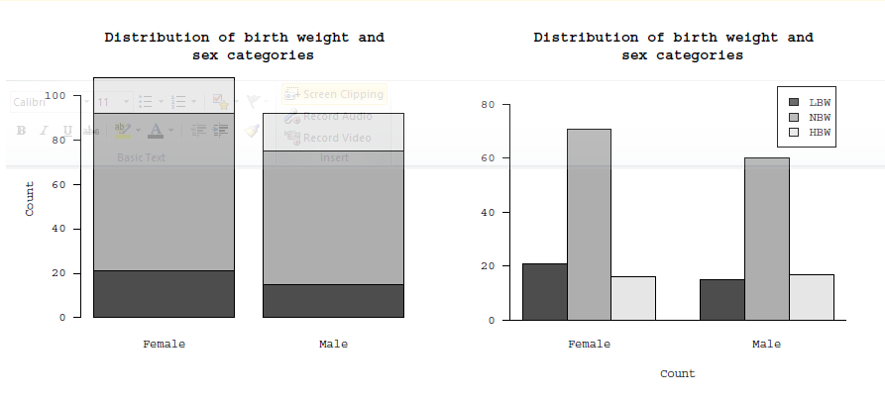 Distribution of birth weight and
sex categories
Calibri 11
Screen Clipping
Record Audio
Record Video
B I U abc A
Basic Text Insert
100
80
60
40
20
0
Count
Female Male
Distribution of birth weight and
sex categories
LBW
NBW
HBW
80
60
40
20
0
Female Male
Count